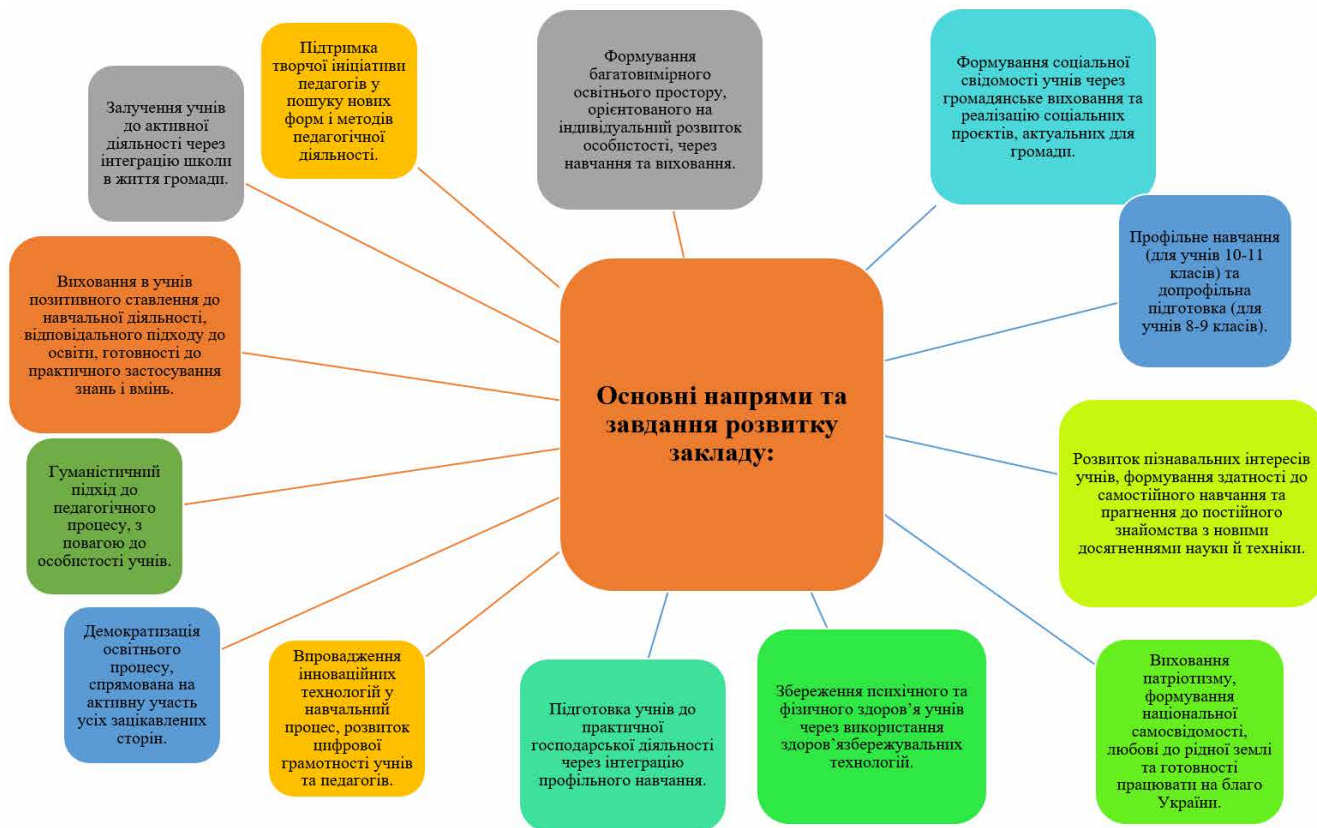 Підтримка
творчої ініціативи
педагогів у
пошуку нових
форм і методів
педагогічної
діяльності.
Формування
багатовимірного
освітнього простору,
орієнтованого на
індивідуальний розвиток
особистості, через
навчання та виховання.
Формування соціальної
свідомості учнів через
громадянське виховання та
реалізацію соціальних
проєктів, актуальних для
громади.
Залучення учнів
до активної
діяльності через
інтеграцію школи
в життя громади.
Профільне навчання
(для учнів 10-11
класів) та
допрофільна
підготовка (для
учнів 8-9 класів).
Виховання в учнів
позитивного ставлення до
навчальної діяльності,
відповідального підходу до
освіти, готовності до
практичного застосування
знань і вмінь.
Основні напрями та
завдання розвитку
закладу:
Розвиток пізнавальних інтересів
учнів, формування здатності до
самостійного навчання та
прагнення до постійного
знайомства з новими
досягненнями науки й техніки.
Гуманістичний
підхід до
педагогічного
процесу, з
повагою до
особистості учнів.
Демократизація
освітнього процесу,
спрямована на
активну участь
усіх зацікавлених
сторін.
Впровадження
інноваційних
технологій у
навчальний
процес, розвиток
цифрової
грамотності учнів
та педагогів.
Підготовка учнів до
практичної
господарської діяльності
через інтеграцію
профільного навчання.
Збереження психічного та
фізичного здоров’я учнів
через використання
здоров’язбережувальних
технологій.
Виховання
патріотизму,
формування
національної
самосвідомості,
любові до рідної землі
та готовності
працювати на благо
України.